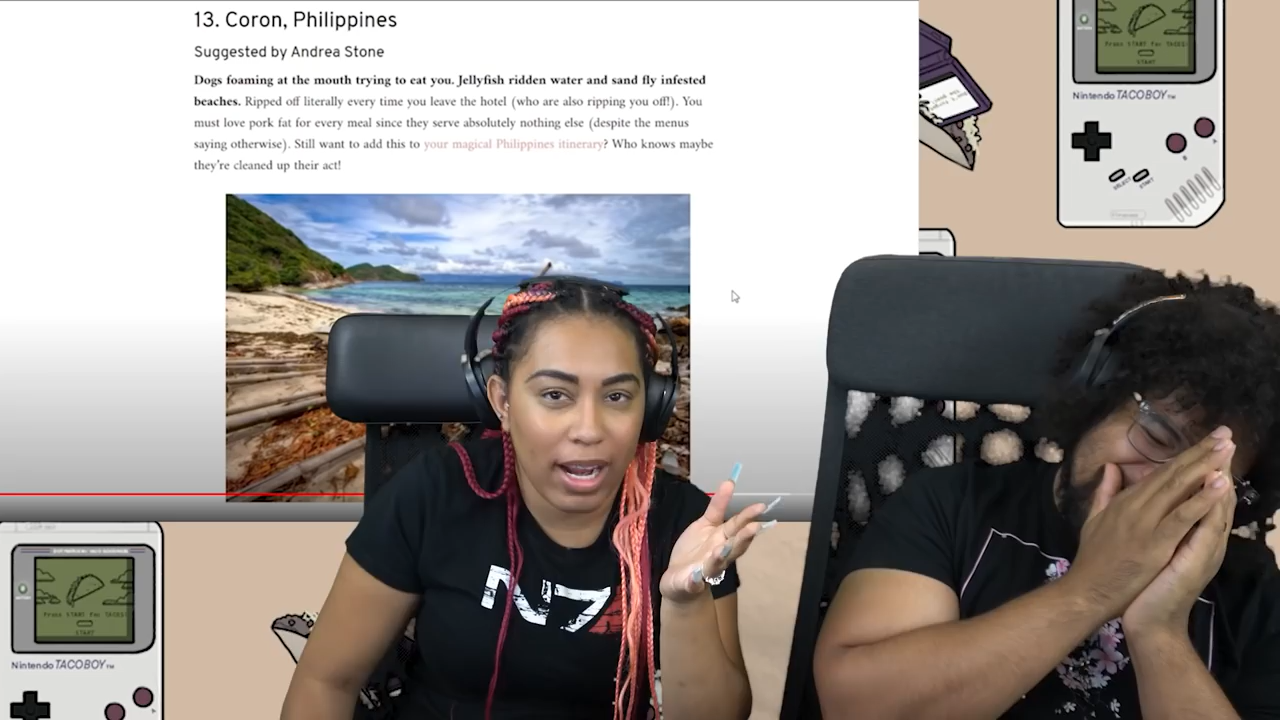 13. Coron, Philippines
Suggested by Andrea Stone
Dogs foaming at the mouth trying to eat you. Jellyfish ridden water and sand fly infested
beaches. Ripped off literally every time you leave the hotel (who are also ripping you off!). You
must love pork fat for every meal since they serve absolutely nothing else (despite the menus
saying otherwise). Still want to add this to your magical Philippines itinerary? Who knows maybe
they're cleaned up their act!
Press START for TACOS!
START
Nintendo TACOBOY™
B
A
SELECT
START
N7
Press START for TACOS!
START
Nintendo TACOBOY™